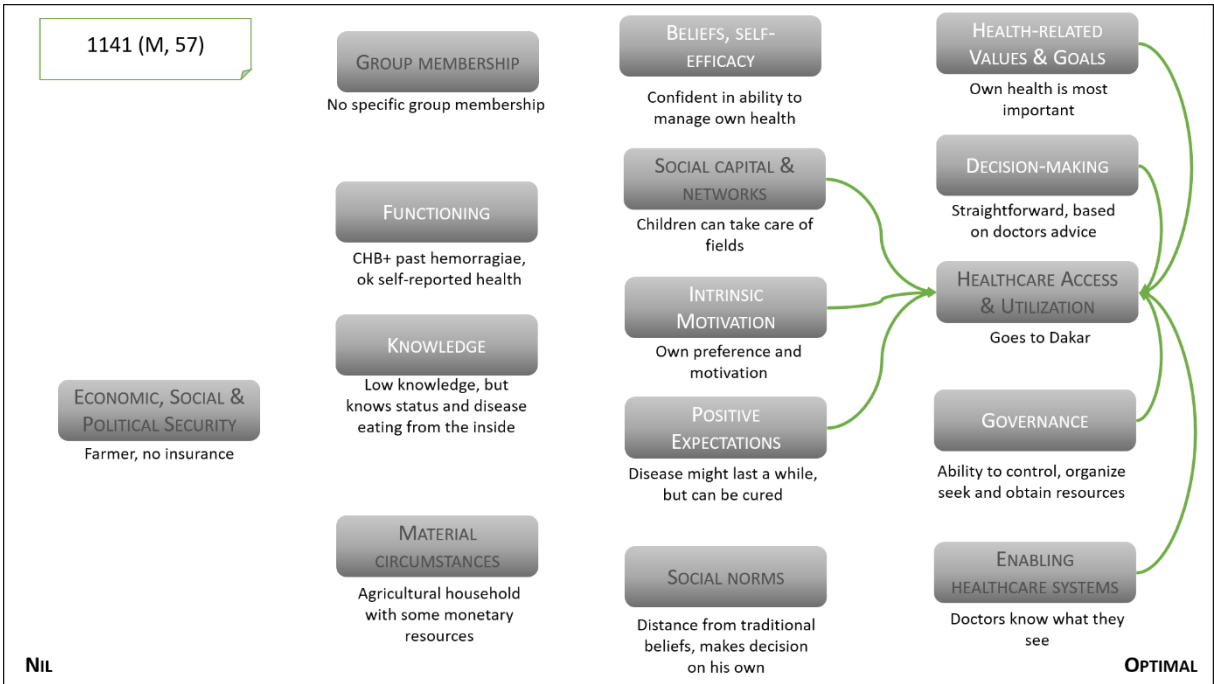 1141 (M, 57)
GROUP MEMBERSHIP
No specific group membership
BELIEFS, SELF-
EFFICACY
Confident in ability to
manage own health
HEALTH-RELATED
VALUES & GOALS
Own health is most
important
SOCIAL CAPITAL &
NETWORKS
Children can take care of
fields
DECISION-MAKING
Straightforward, based
on doctors advice
FUNCTIONING
CHB+ past hemorragiae,
ok self-reported health
INTRINSIC
MOTIVATION
Own preference and
motivation
HEALTHCARE ACCESS
& UTILIZATION
Goes to Dakar
KNOWLEDGE
Low knowledge, but
knows status and disease
eating from the inside
ECONOMIC, SOCIAL &
POLITICAL SECURITY
Farmer, no insurance
POSITIVE
EXPECTATIONS
Disease might last a while,
but can be cured
GOVERNANCE
Ability to control, organize
seek and obtain resources
MATERIAL
CIRCUMSTANCES
Agricultural household
with some monetary
resources
SOCIAL NORMS
Distance from traditional
beliefs, makes decision
on his own
ENABLING
HEALTHCARE SYSTEMS
Doctors know what they
see
NIL
OPTIMAL